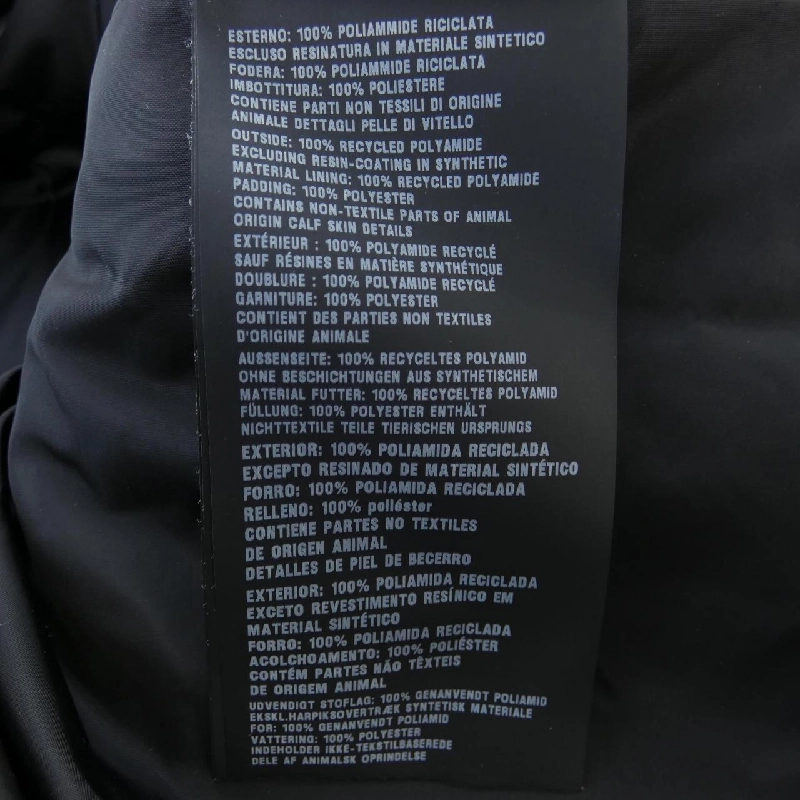 ESTERNO: 100% POLIAMMIDE RICICLATA
ESCLUSO RESINATURA IN MATERIALE SINTETICO
FODERA: 100% POLIAMMIDE RICICLATA
IMBOTTITURA: 100% POLIESTERE
CONTIENE PARTI NON TESSILI DI ORIGINE
ANIMALE DETTAGLI PELLE DI VITELLO
OUTSIDE: 100% RECYCLED POLYAMIDE
EXCLUDING RESIN-COATING IN SYNTHETIC
MATERIAL LINING: 100% RECYCLED POLYAMIDE
PADDING: 100% POLYESTER
CONTAINS NON-TEXTILE PARTS OF ANIMAL
ORIGIN CALF SKIN DETAILS
EXTÉRIEUR : 100% POLYAMIDE RECYCLÉ
SAUF RÉSINES EN MATIÈRE SYNTHÉTIQUE
DOUBLURE : 100% POLYAMIDE RECYCLÉ
GARNITURE: 100% POLYESTER
CONTIENT DES PARTIES NON TEXTILES
D'ORIGINE ANIMALE
AUSSENSEITE: 100% RECYCELTES POLYAMID
OHNE BESCHICHTUNGEN AUS SYNTHETISCHEM
MATERIAL FUTTER: 100% RECYCELTES POLYAMID
FÜLLUNG: 100% POLYESTER ENTHÄLT
NICHTTEXTILE TEILE TIERISCHEN URSPRUNGS
EXTERIOR: 100% POLIAMIDA RECICLADA
EXCEPTO RESINADO DE MATERIAL SINTÉTICO
FORRO: 100% POLIAMIDA RECICLADA
RELLENO: 100% poliéster
CONTIENE PARTES NO TEXTILES
DE ORIGEN ANIMAL
DETALLES DE PIEL DE BECERRO
EXTERIOR: 100% POLIAMIDA RECICLADA
EXCETO REVESTIMENTO RESÍNICO EM
MATERIAL SINTÉTICO
FORRO: 100% POLIAMIDA RECICLADA
ACOLCHOAMENTO: 100% POLIÉSTER
CONTÉM PARTES NÃO TÊXTEIS
DE ORIGEM ANIMAL
UDVENDIGT STOFLAG: 100% GENANVENDT POLIAMID
EKSKL.HARPIKSOVERTRÆK SYNTETISK MATERIALE
FOR: 100% GENANVENDT POLIAMID
VATTERING: 100% POLYESTER
INDEHOLDER IKKE-TEKSTILBASEREDE
DELE AF ANIMALSK OPRINDELSE